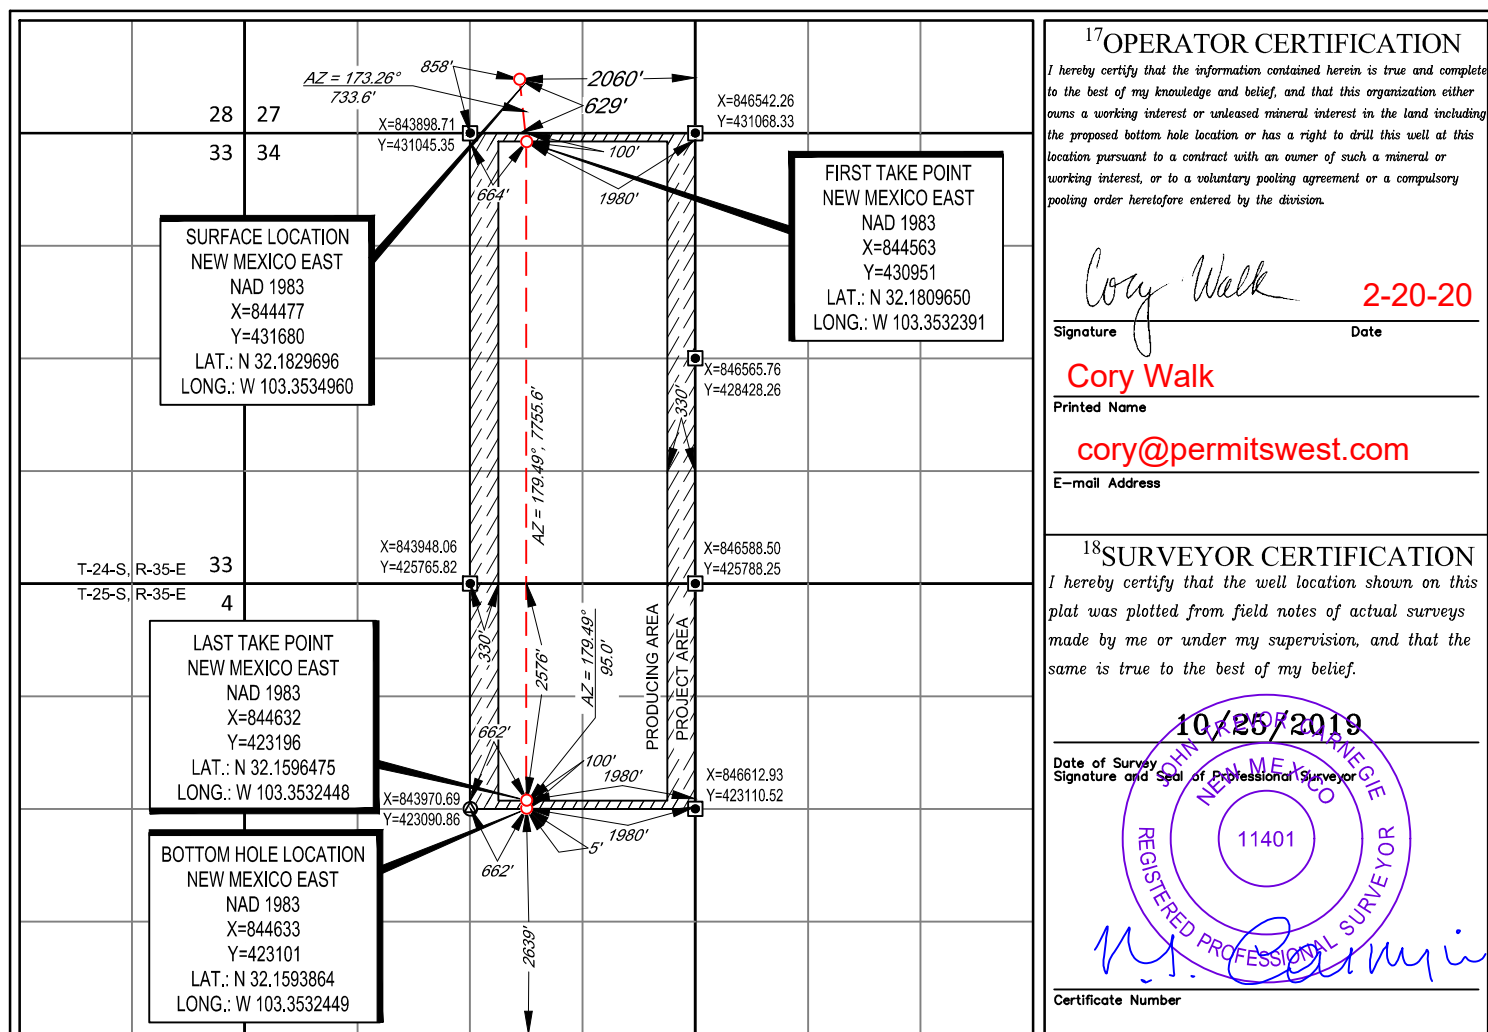 AZ = 173.26°
733.6'
858'
2060'
629'
28
27
33
34
X=843898.71
Y=431045.35
X=846542.26
Y=431068.33
100'
664'
1980'
SURFACE LOCATION
NEW MEXICO EAST
NAD 1983
X=844477
Y=431680
LAT.: N 32.1829696
LONG.: W 103.3534960
FIRST TAKE POINT
NEW MEXICO EAST
NAD 1983
X=844563
Y=430951
LAT.: N 32.1809650
LONG.: W 103.3532391
X=846565.76
Y=428428.26
330'
AZ = 179.49°, 7755.6'
X=843948.06
Y=425765.82
X=846588.50
Y=425788.25
T-24-S, R-35-E
33
T-25-S, R-35-E
4
330'
2576'
AZ = 179.49°
95.0'
PRODUCING AREA
PROJECT AREA
LAST TAKE POINT
NEW MEXICO EAST
NAD 1983
X=844632
Y=423196
LAT.: N 32.1596475
LONG.: W 103.3532448
662'
100'
1980'
X=843970.69
Y=423090.86
X=846612.93
Y=423110.52
1980'
5'
662'
BOTTOM HOLE LOCATION
NEW MEXICO EAST
NAD 1983
X=844633
Y=423101
LAT.: N 32.1593864
LONG.: W 103.3532449
2639'
17 OPERATOR CERTIFICATION
I hereby certify that the information contained herein is true and complete
to the best of my knowledge and belief, and that this organization either
owns a working interest or unleased mineral interest in the land including
the proposed bottom hole location or has a right to drill this well at this
location pursuant to a contract with an owner of such a mineral or
working interest, or to a voluntary pooling agreement or a compulsory
pooling order heretofore entered by the division.
Cory Walk
2-20-20
Signature
Date
Cory Walk
Printed Name
cory@permitswest.com
E-mail Address
18 SURVEYOR CERTIFICATION
I hereby certify that the well location shown on this
plat was plotted from field notes of actual surveys
made by me or under my supervision, and that the
same is true to the best of my belief.
10/25/2019
Date of Survey
Signature and Seal of Professional Surveyor
JOHN TREVOR CARNEGIE
NEW MEXICO
11401
REGISTERED PROFESSIONAL SURVEYOR
Certificate Number